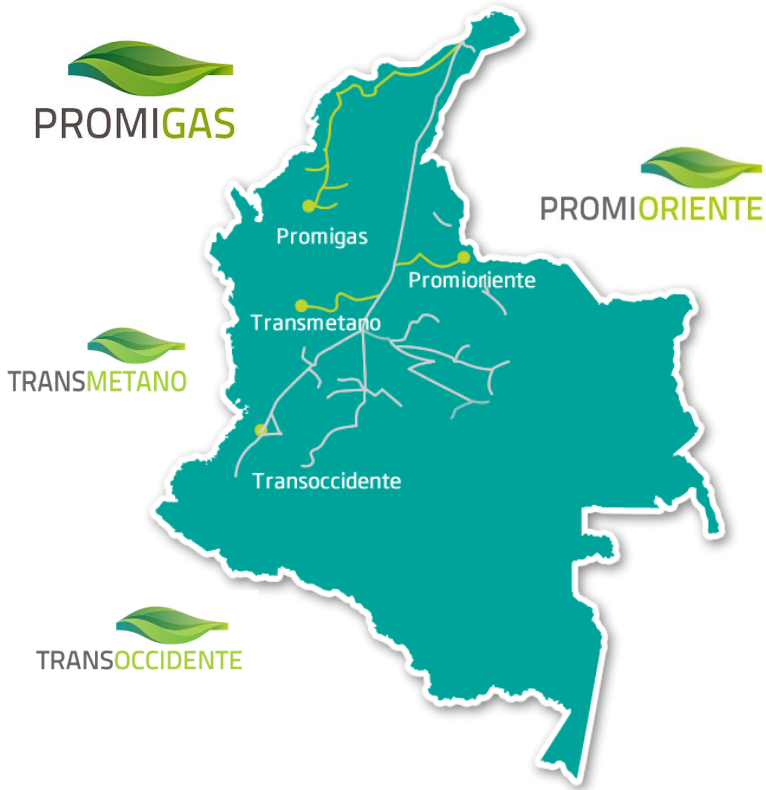 PROMIGAS
PROMIORIENTE
Promigas
Promioriente
Transmetano
TRANSMETANO
Transoccidente
TRANSOCCIDENTE